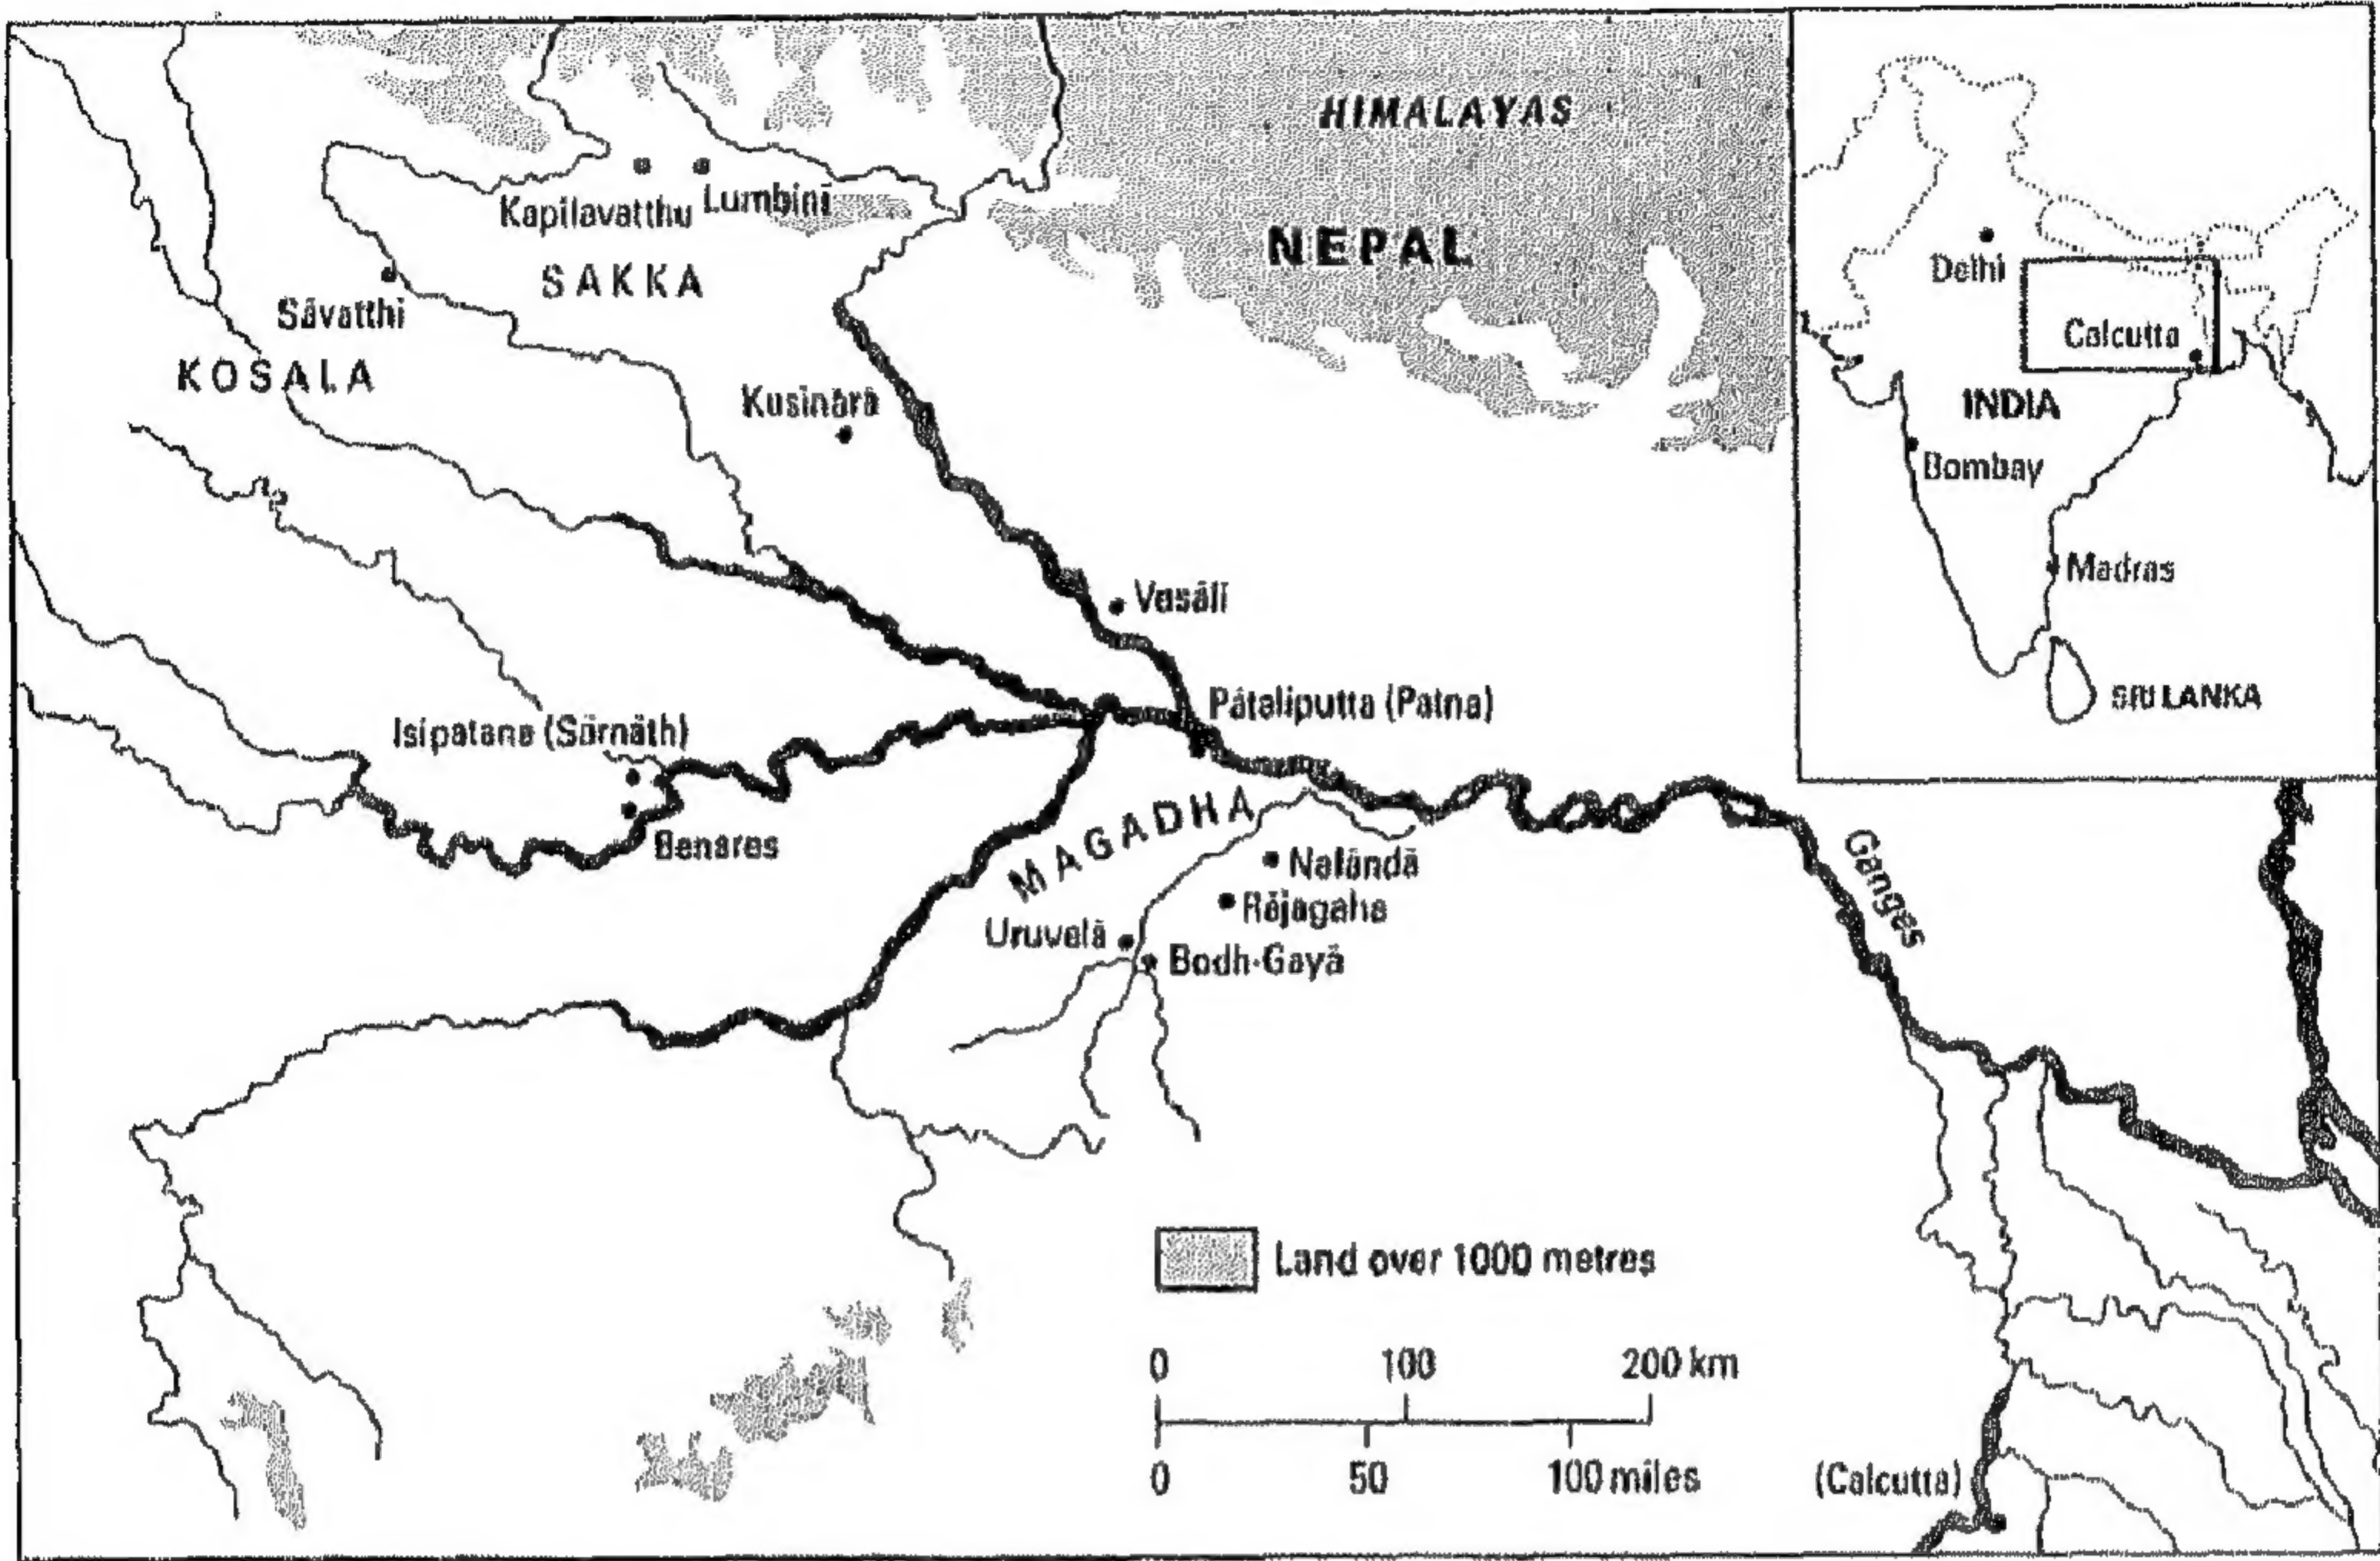 HIMALAYAS
NEPAL
Kapilavatthu
Lumbinī
SAKKA
Sāvatthi
KOSALA
Kusinārā
Vesālī
Pātaliputta (Patna)
Isipatana (Sārnāth)
Benares
MAGADHA
Nalāndā
Rājagaha
Uruvelā
Bodh-Gayā
Ganges
Land over 1000 metres
0 100 200 km
0 50 100 miles
(Calcutta)
Delhi
Calcutta
INDIA
Bombay
Madras
SRI LANKA